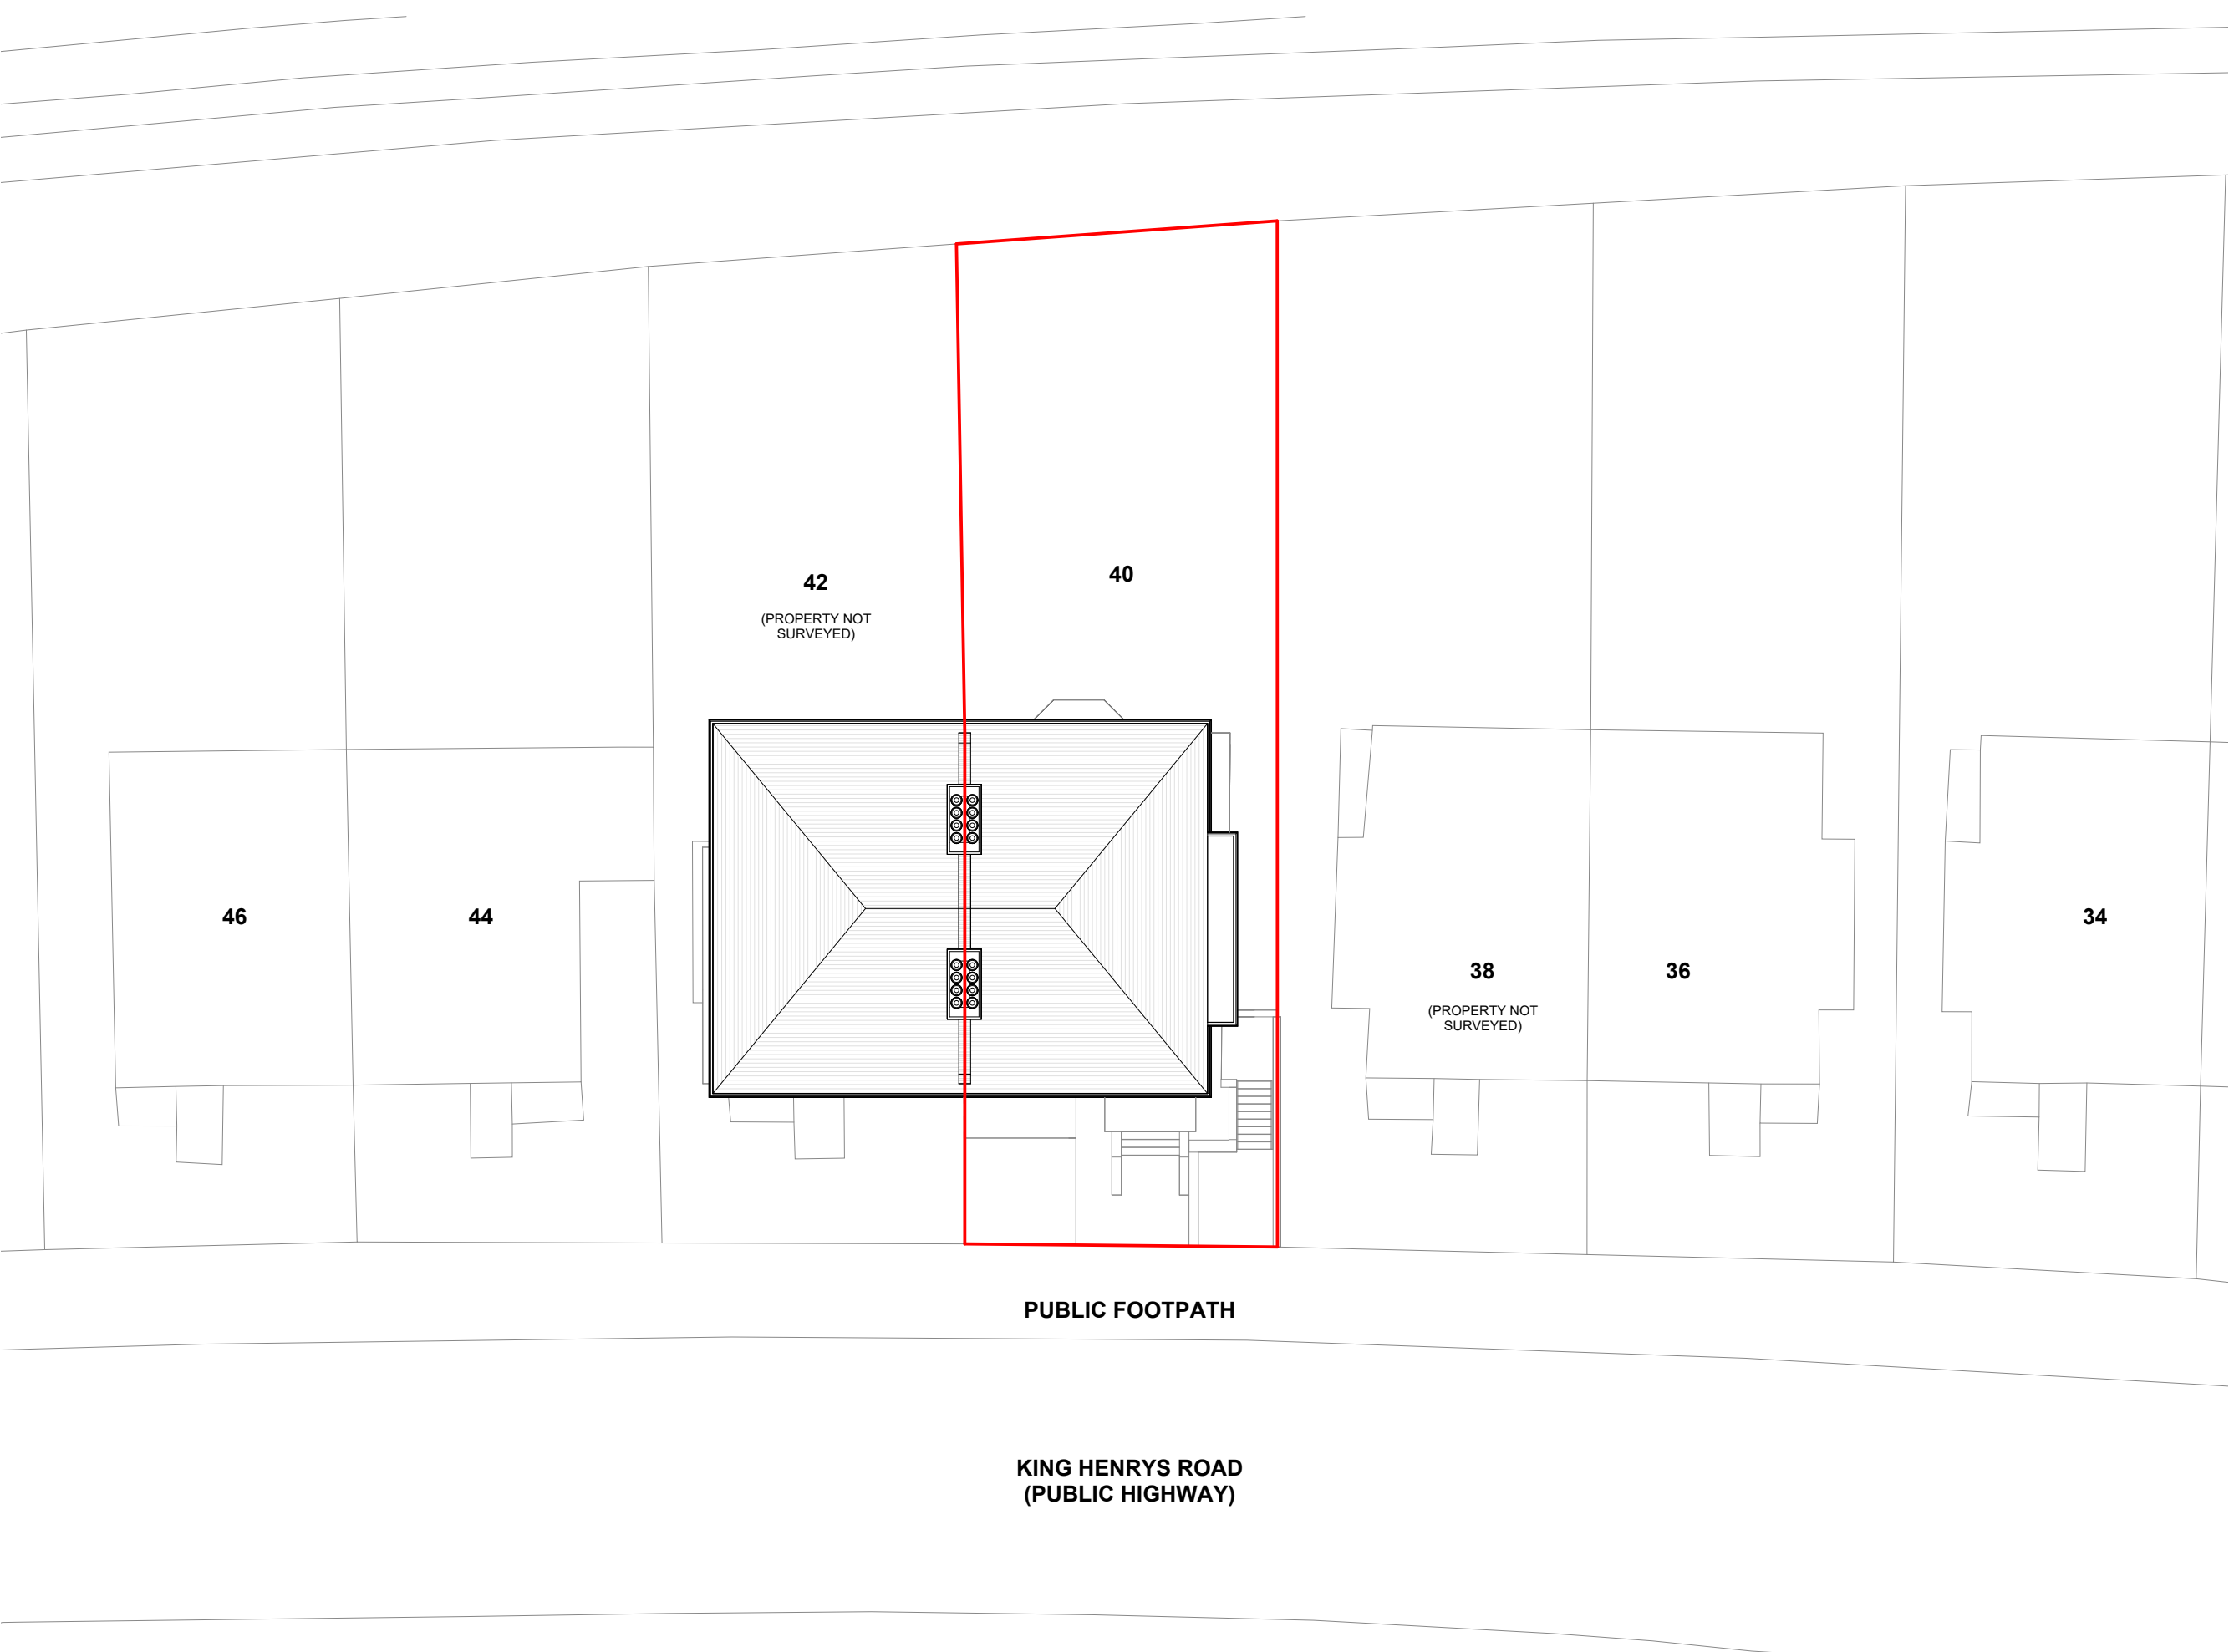 42
(PROPERTY NOT
SURVEYED)
40
46
44
38
(PROPERTY NOT
SURVEYED)
36
34
PUBLIC FOOTPATH
KING HENRYS ROAD
(PUBLIC HIGHWAY)